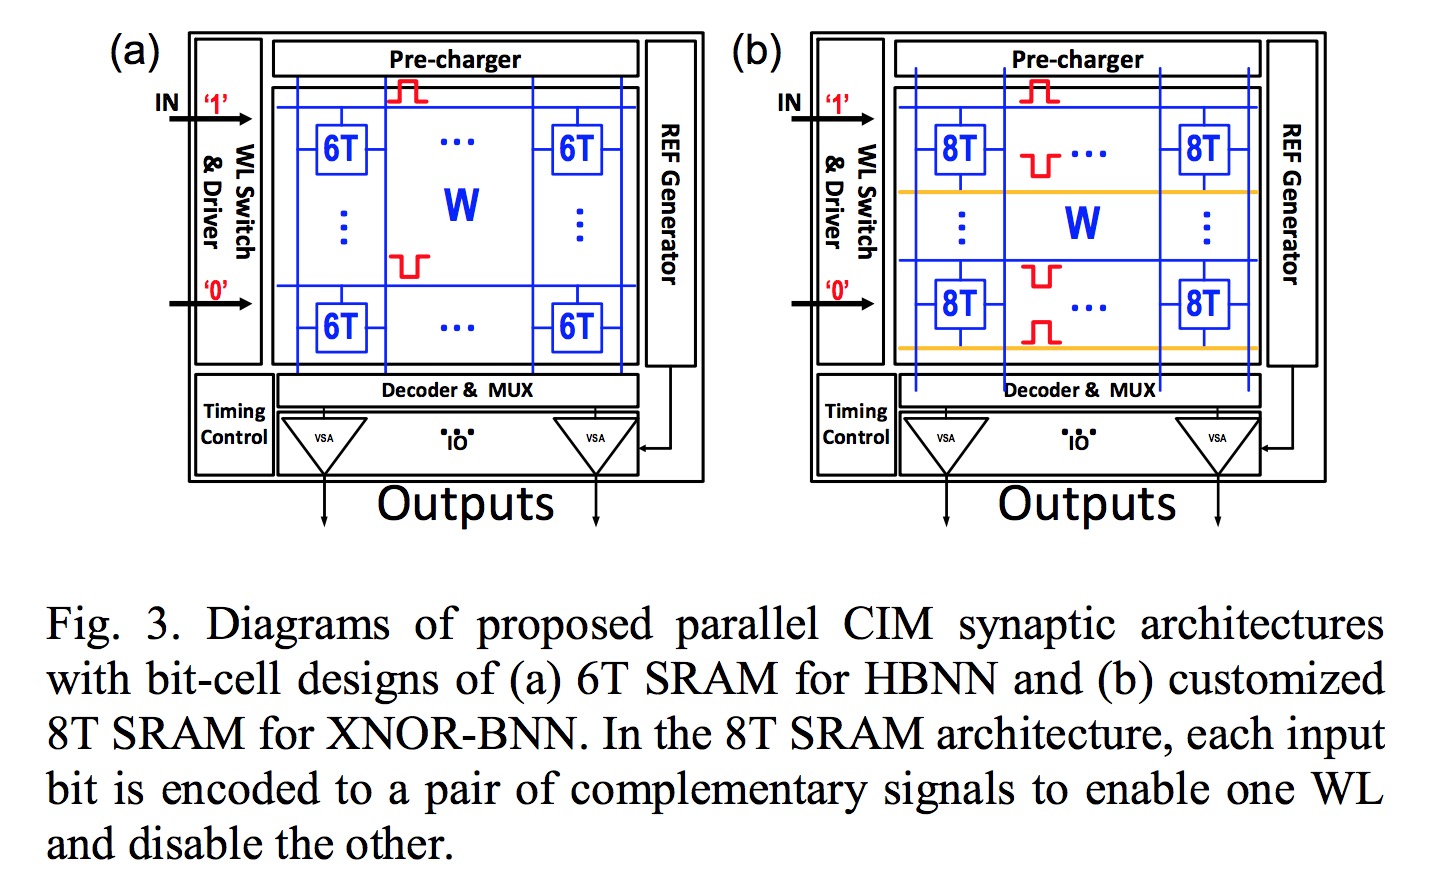 (a)
Pre-charger
IN
'1'
'0'
WL Switch
& Driver
6T
...
6T
W
6T
...
6T
REF Generator
Decoder & MUX
Timing
Control
VSA
IO
VSA
Outputs
(b)
Pre-charger
IN
'1'
'0'
WL Switch
& Driver
8T
...
8T
W
8T
...
8T
REF Generator
Decoder & MUX
Timing
Control
VSA
IO
VSA
Outputs
Fig. 3. Diagrams of proposed parallel CIM synaptic architectures
with bit-cell designs of (a) 6T SRAM for HBNN and (b) customized
8T SRAM for XNOR-BNN. In the 8T SRAM architecture, each input
bit is encoded to a pair of complementary signals to enable one WL
and disable the other.